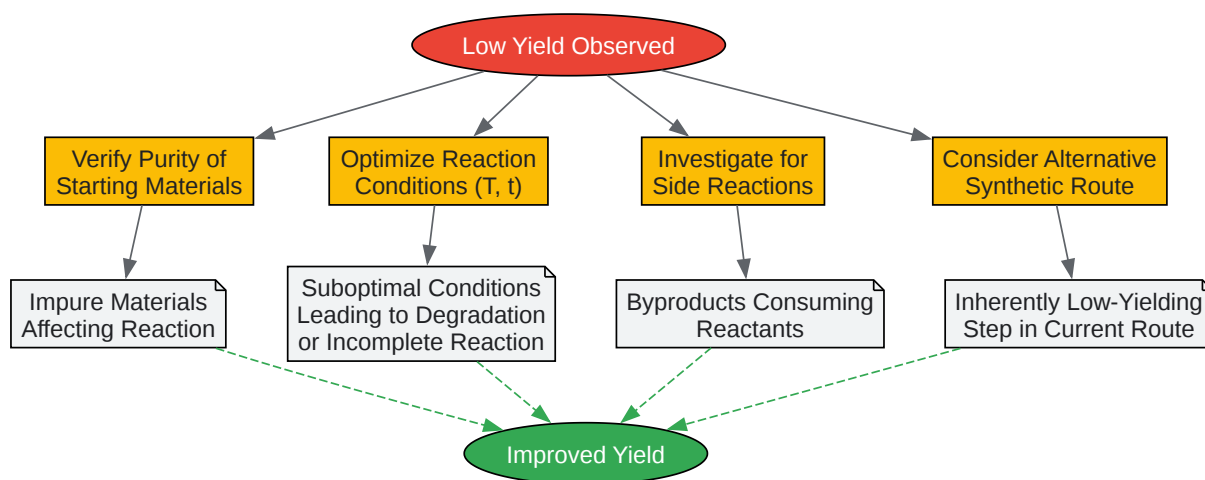 Low Yield Observed
Verify Purity of
Starting Materials
Optimize Reaction
Conditions (T, t)
Investigate for
Side Reactions
Consider Alternative
Synthetic Route
Impure Materials
Affecting Reaction
Suboptimal Conditions
Leading to Degradation
or Incomplete Reaction
Byproducts Consuming
Reactants
Inherently Low-Yielding
Step in Current Route
Improved Yield